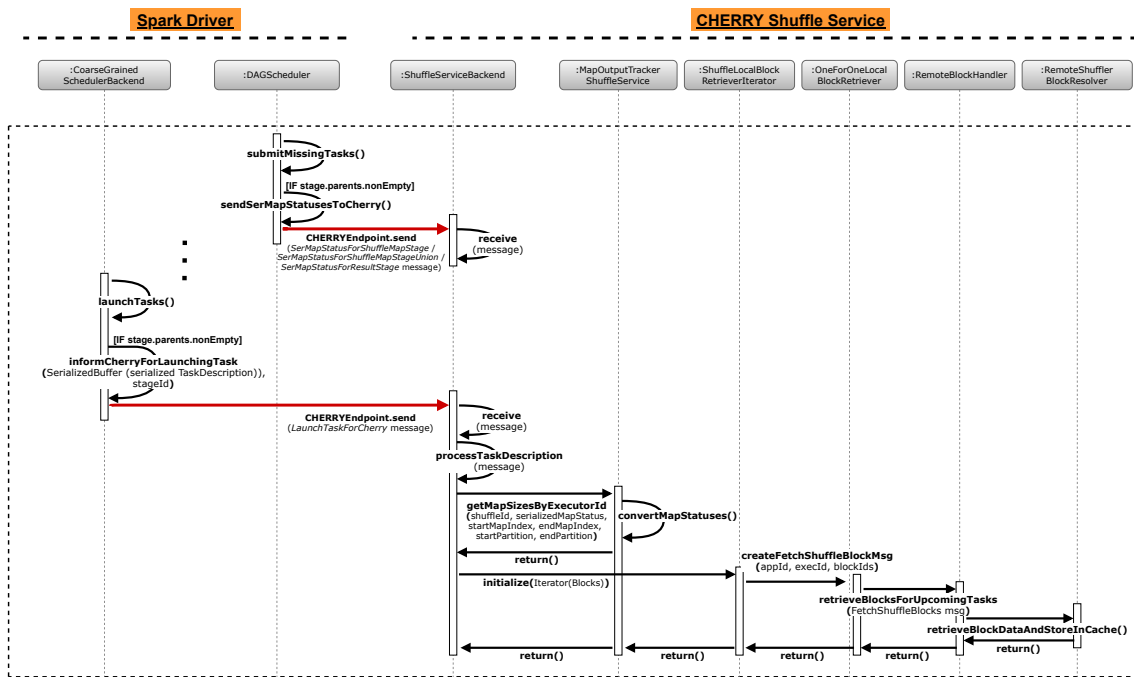 Spark Driver
CHERRY Shuffle Service
:CoarseGrained
SchedulerBackend
:DAGScheduler
:ShuffleServiceBackend
:MapOutputTracker
ShuffleService
:ShuffleLocalBlock
RetrieverIterator
:OneForOneLocal
BlockRetriever
:RemoteBlockHandler
:RemoteShuffler
BlockResolver
submitMissingTasks()
[IF stage.parents.nonEmpty]
sendSerMapStatusesToCherry()
CHERRYEndpoint.send
(SerMapStatusForShuffleMapStage /
SerMapStatusForShuffleMapStageUnion /
SerMapStatusForResultStage message)
receive
(message)
launchTasks()
[IF stage.parents.nonEmpty]
informCherryForLaunchingTask
(SerializedBuffer (serialized TaskDescription)),
stageId)
CHERRYEndpoint.send
(LaunchTaskForCherry message)
receive
(message)
processTaskDescription
(message)
getMapSizesByExecutorId
(shuffleId, serializedMapStatus,
startMapIndex, endMapIndex,
startPartition, endPartition)
convertMapStatuses()
return()
initialize(Iterator(Blocks))
createFetchShuffleBlockMsg
(appId, execId, blockIds)
retrieveBlocksForUpcomingTasks
(FetchShuffleBlocks msg)
retrieveBlockDataAndStoreInCache()
return()
return()
return()
return()
return()
return()